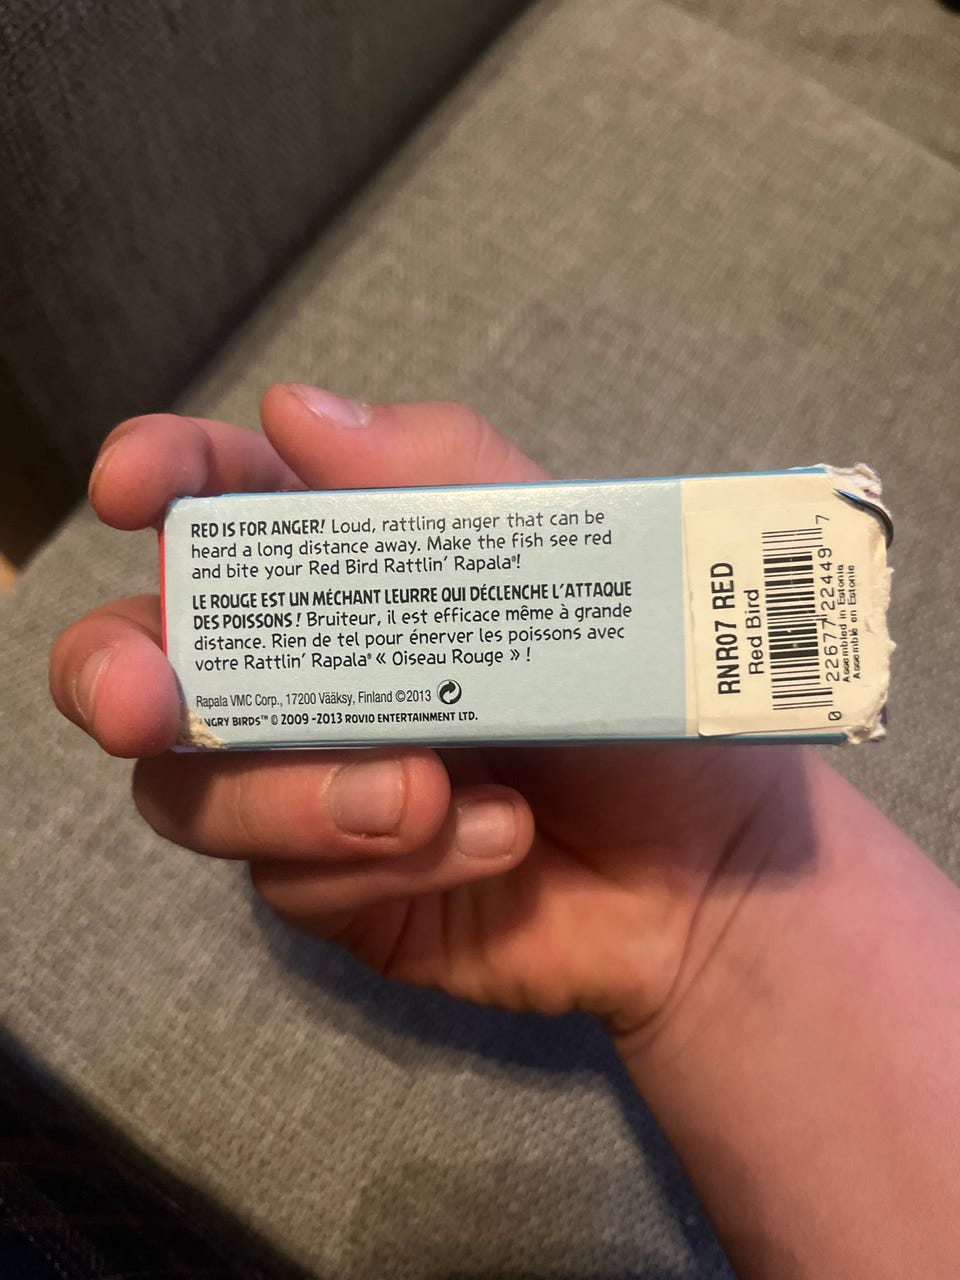 RED IS FOR ANGER! Loud, rattling anger that can be
heard a long distance away. Make the fish see red
and bite your Red Bird Rattlin' Rapala®!
LE ROUGE EST UN MÉCHANT LEURRE QUI DÉCLENCHE L'ATTAQUE
DES POISSONS ! Bruiteur, il est efficace même à grande
distance. Rien de tel pour énerver les poissons avec
votre Rattlin' Rapala® « Oiseau Rouge » !
Rapala VMC Corp., 17200 Vääksy, Finland ©2013
ANGRY BIRDS™ © 2009 -2013 ROVIO ENTERTAINMENT LTD.
RNR07 RED
Red Bird
0 22677 22449 7
Assembled in Estonia
Assemblé en Estonie